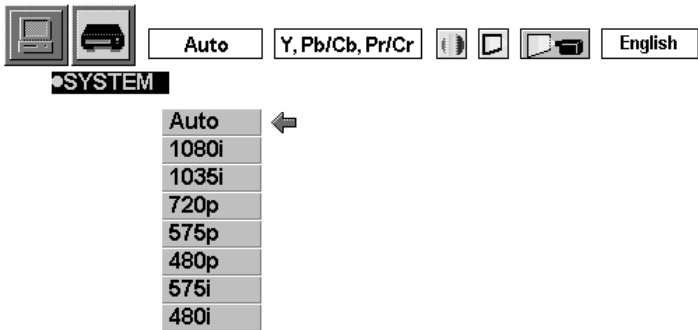 Auto Y, Pb/Cb, Pr/Cr English
●SYSTEM
Auto
1080i
1035i
720p
575p
480p
575i
480i